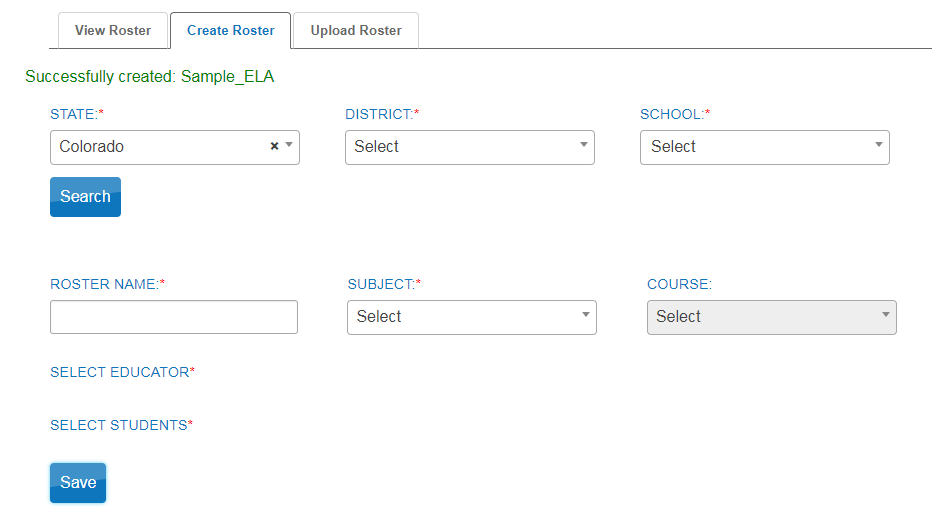 View Roster Create Roster Upload Roster
Successfully created: Sample_ELA
STATE:* DISTRICT:* SCHOOL:*
Colorado × Select Select
Search
ROSTER NAME:* SUBJECT:* COURSE:
Select Select
SELECT EDUCATOR*
SELECT STUDENTS*
Save